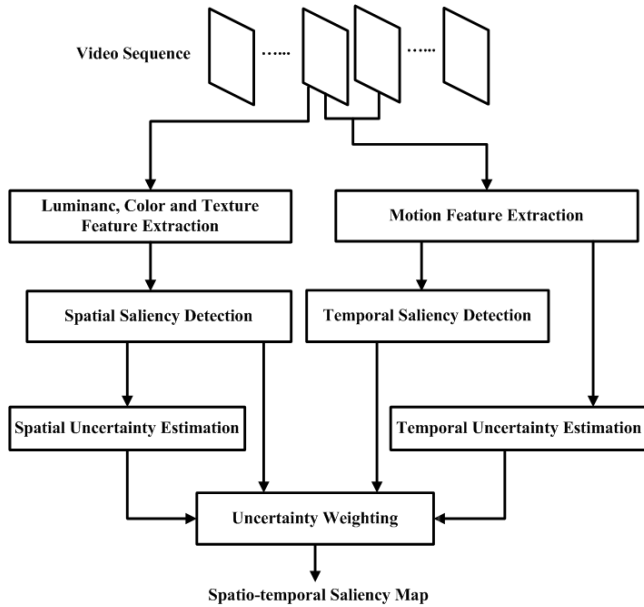 Video Sequence
......
......
Luminanc, Color and Texture
Feature Extraction
Motion Feature Extraction
Spatial Saliency Detection
Temporal Saliency Detection
Spatial Uncertainty Estimation
Temporal Uncertainty Estimation
Uncertainty Weighting
Spatio-temporal Saliency Map